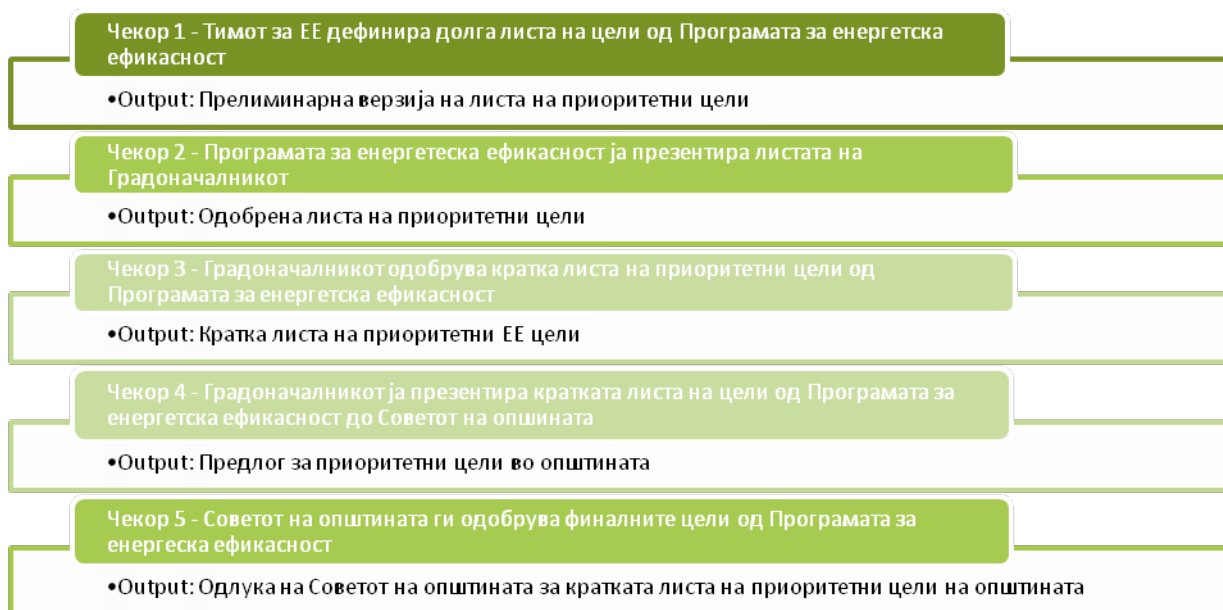 Чекор 1 - Тимот за ЕЕ дефинира долга листа на цели од Програмата за енергетска
ефикасност
•Output: Прелиминарна верзија на листа на приоритетни цели
Чекор 2 - Програмата за енергетеска ефикасност ја презентира листата на
Градоначалникот
•Output: Одобрена листа на приоритетни цели
Чекор 3 - Градоначалникот одобрува кратка листа на приоритетни цели од
Програмата за енергетска ефикасност
•Output: Кратка листа на приоритетни ЕЕ цели
Чекор 4 - Градоначалникот ја презентира кратката листа на цели од Програмата за
енергетска ефикасност до Советот на опшината
•Output: Предлог за приоритетни цели во општината
Чекор 5 - Советот на општината ги одобрува финалните цели од Програмата за
енергеска ефикасност
•Output: Одлука на Советот на општината за кратката листа на приоритетни цели на општината